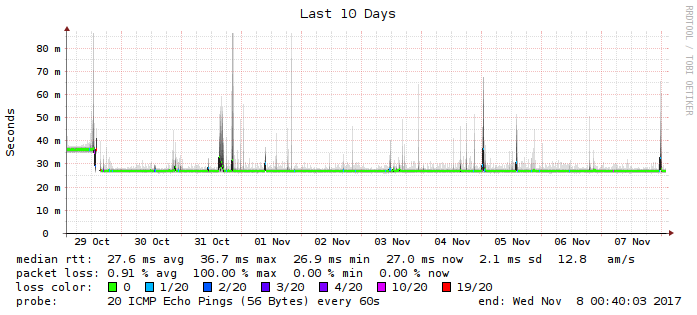 Last 10 Days
RRDTOOL / TOBI OETIKER
Seconds
80 m
70 m
60 m
50 m
40 m
30 m
20 m
10 m
0
29 Oct 30 Oct 31 Oct 01 Nov 02 Nov 03 Nov 04 Nov 05 Nov 06 Nov 07 Nov
median rtt: 27.6 ms avg 36.7 ms max 26.9 ms min 27.0 ms now 2.1 ms sd 12.8 am/s
packet loss: 0.91 % avg 100.00 % max 0.00 % min 0.00 % now
loss color: 0 1/20 2/20 3/20 4/20 10/20 19/20
probe: 20 ICMP Echo Pings (56 Bytes) every 60s end: Wed Nov 8 00:40:03 2017